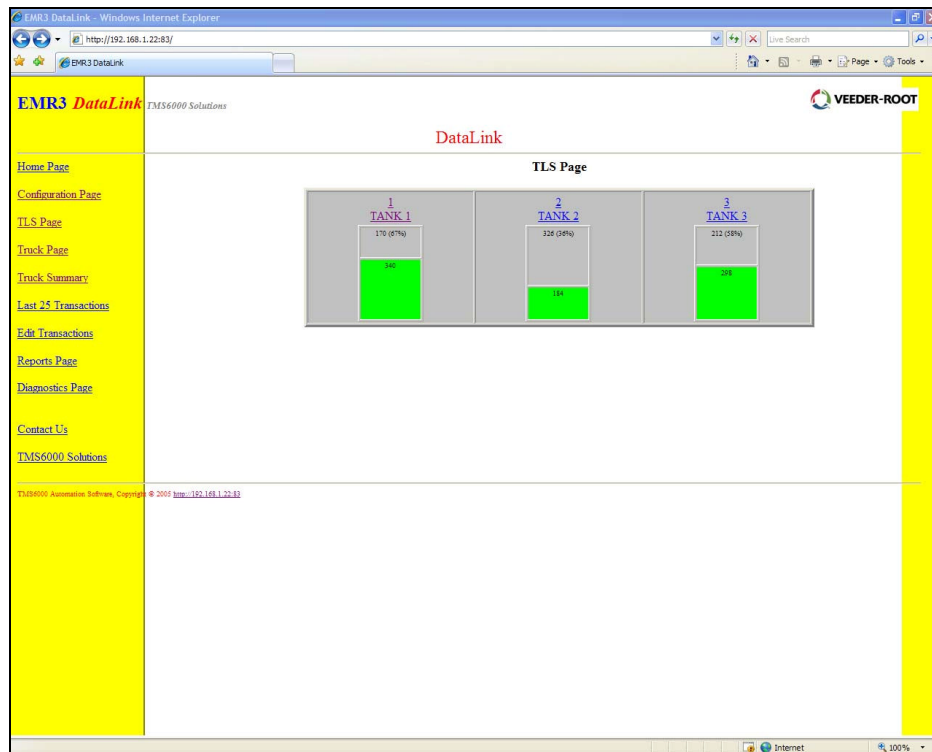 EMR3 DataLink - Windows Internet Explorer
http://192.168.1.22:83/
Live Search
EMR3 DataLink
Page
Tools
EMR3 DataLink TMS6000 Solutions
VEEDER-ROOT
DataLink
Home Page
TLS Page
Configuration Page
TLS Page
Truck Page
Truck Summary
Last 25 Transactions
Edit Transactions
Reports Page
Diagnostics Page
Contact Us
TMS6000 Solutions
1
TANK 1
170 (67%)
340
2
TANK 2
326 (36%)
184
3
TANK 3
212 (58%)
298
TMS6000 Automation Software, Copyright © 2005 http://192.168.1.22:83
Internet
100%